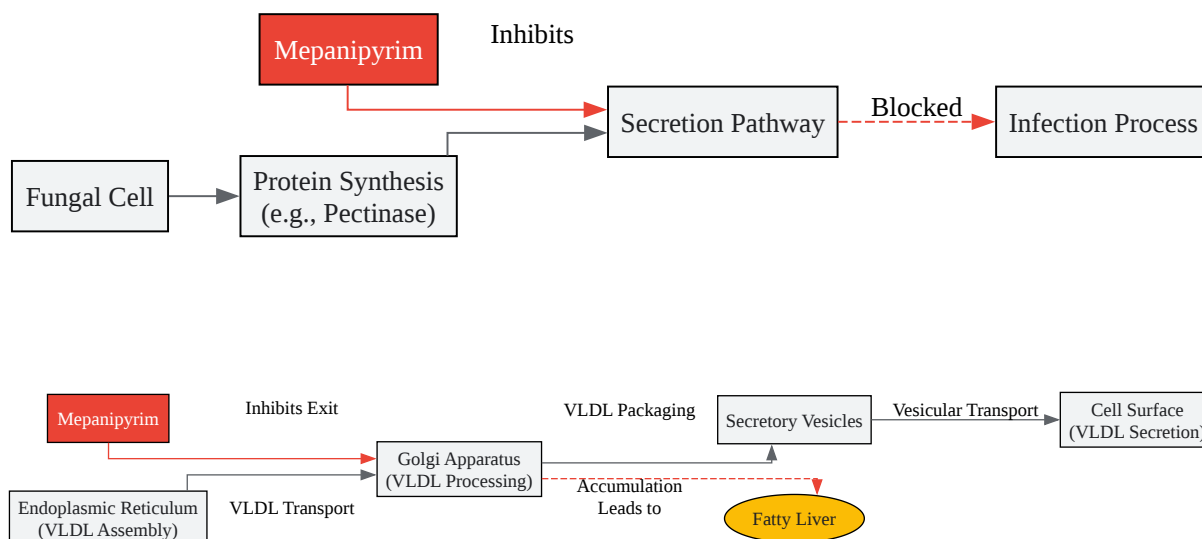 Inhibits
Mepanipyrim
Blocked
Secretion Pathway
Infection Process
Protein Synthesis
(e.g., Pectinase)
Fungal Cell
Mepanipyrim
Inhibits Exit
VLDL Packaging
Secretory Vesicles
Vesicular Transport
Cell Surface
(VLDL Secretion)
Golgi Apparatus
(VLDL Processing)
Endoplasmic Reticulum
(VLDL Assembly)
VLDL Transport
Accumulation
Leads to
Fatty Liver